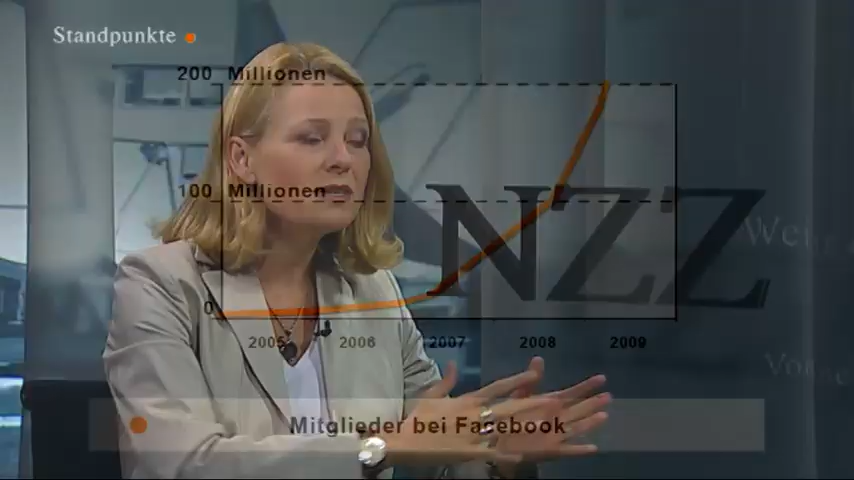 Standpunkte
200 Millionen
100 Millionen
NZZ
0
2005 2006 2007 2008 2009
Mitglieder bei Facebook